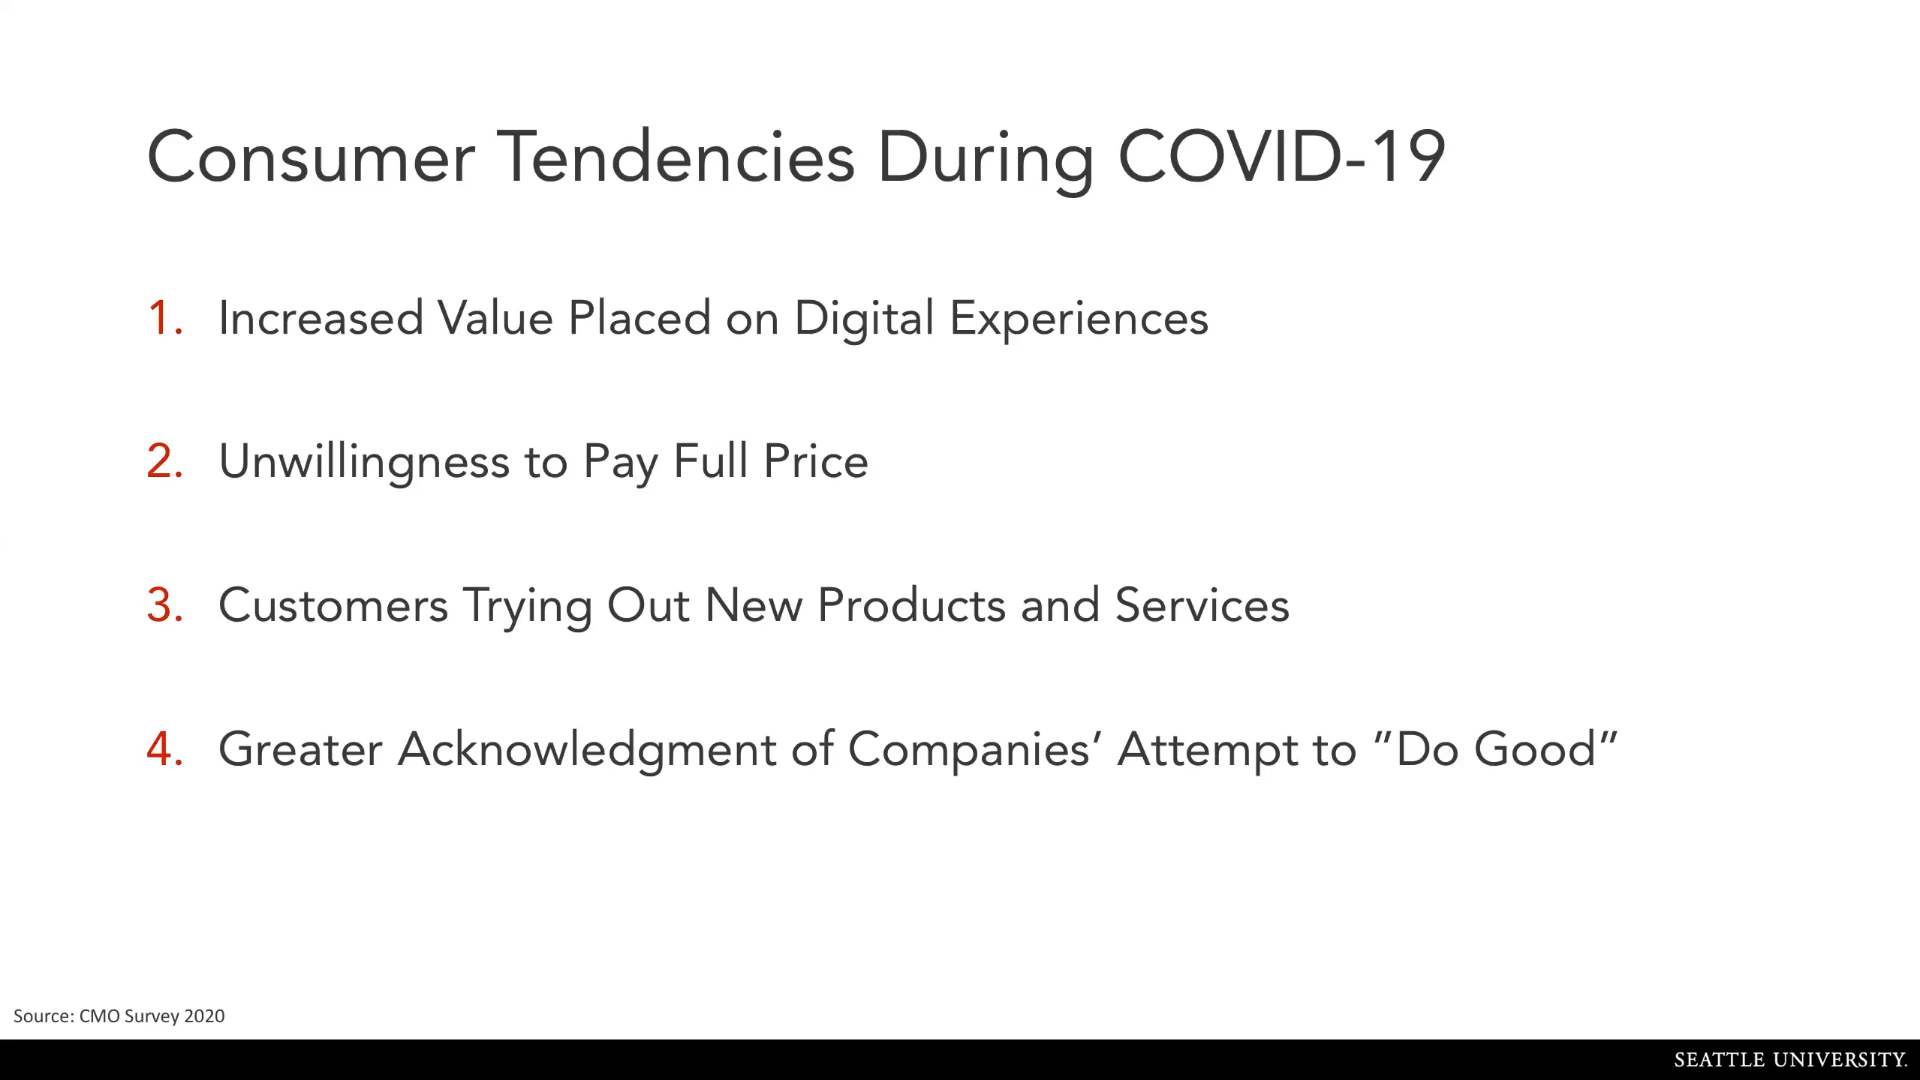 Consumer Tendencies During COVID-19
1. Increased Value Placed on Digital Experiences
2. Unwillingness to Pay Full Price
3. Customers Trying Out New Products and Services
4. Greater Acknowledgment of Companies’ Attempt to ”Do Good”
Source: CMO Survey 2020
SEATTLE UNIVERSITY.